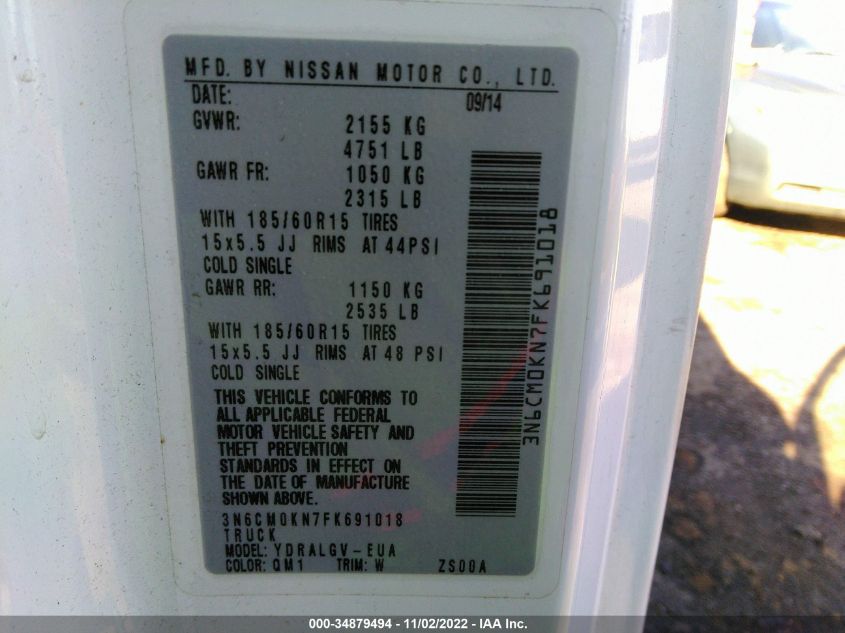 MFD. BY NISSAN MOTOR CO., LTD.
DATE: 09/14
GVWR: 2155 KG
4751 LB
GAWR FR: 1050 KG
2315 LB
WITH 185/60R15 TIRES
15x5.5 JJ RIMS AT 44PSI
COLD SINGLE
GAWR RR: 1150 KG
2535 LB
WITH 185/60R15 TIRES
15x5.5 JJ RIMS AT 48 PSI
COLD SINGLE
THIS VEHICLE CONFORMS TO
ALL APPLICABLE FEDERAL
MOTOR VEHICLE SAFETY AND
THEFT PREVENTION
STANDARDS IN EFFECT ON
THE DATE OF MANUFACTURE
SHOWN ABOVE.
3N6CM0KN7FK691018
TRUCK
MODEL: YDRALGV-EUA
COLOR: QM1 TRIM: W ZS00A
3N6CM0KN7FK691018
000-34879494 - 11/02/2022 - IAA Inc.